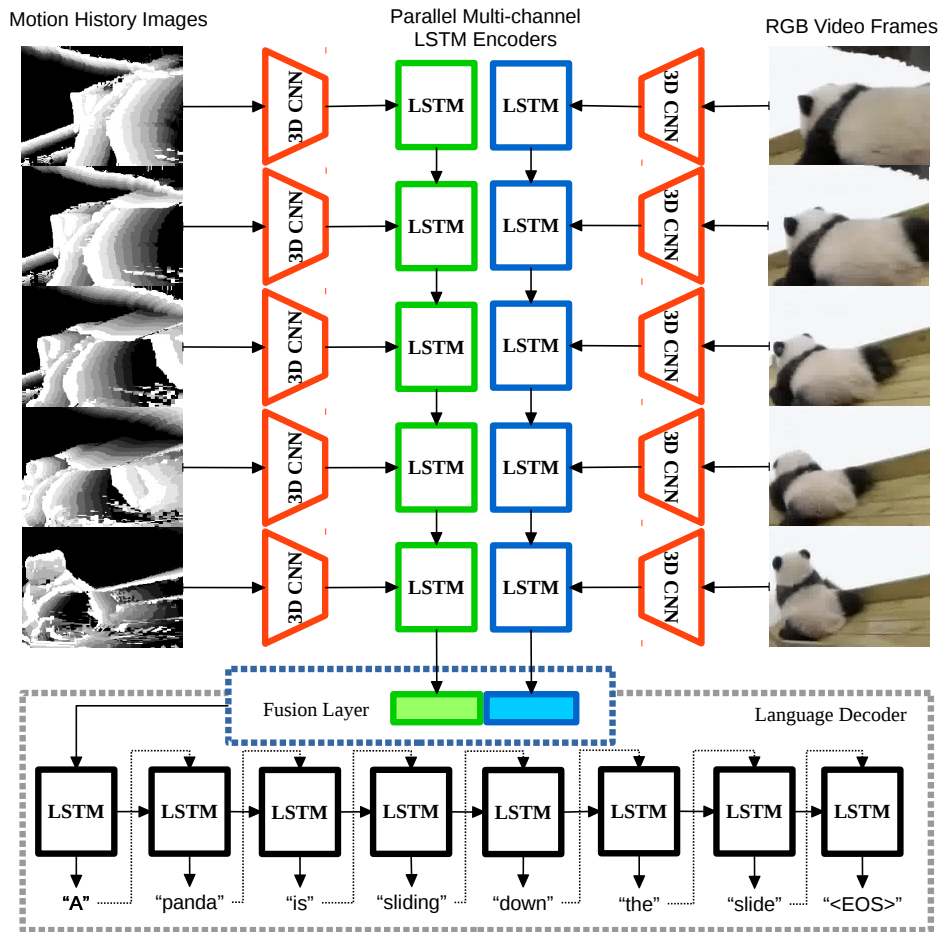 Motion History Images
Parallel Multi-channel
LSTM Encoders
RGB Video Frames
3D CNN
LSTM
LSTM
3D CNN
3D CNN
LSTM
LSTM
3D CNN
3D CNN
LSTM
LSTM
3D CNN
3D CNN
LSTM
LSTM
3D CNN
3D CNN
LSTM
LSTM
3D CNN
Fusion Layer
Language Decoder
LSTM
LSTM
LSTM
LSTM
LSTM
LSTM
LSTM
LSTM
“A”
“panda”
“is”
“sliding”
“down”
“the”
“slide”
“<EOS>”